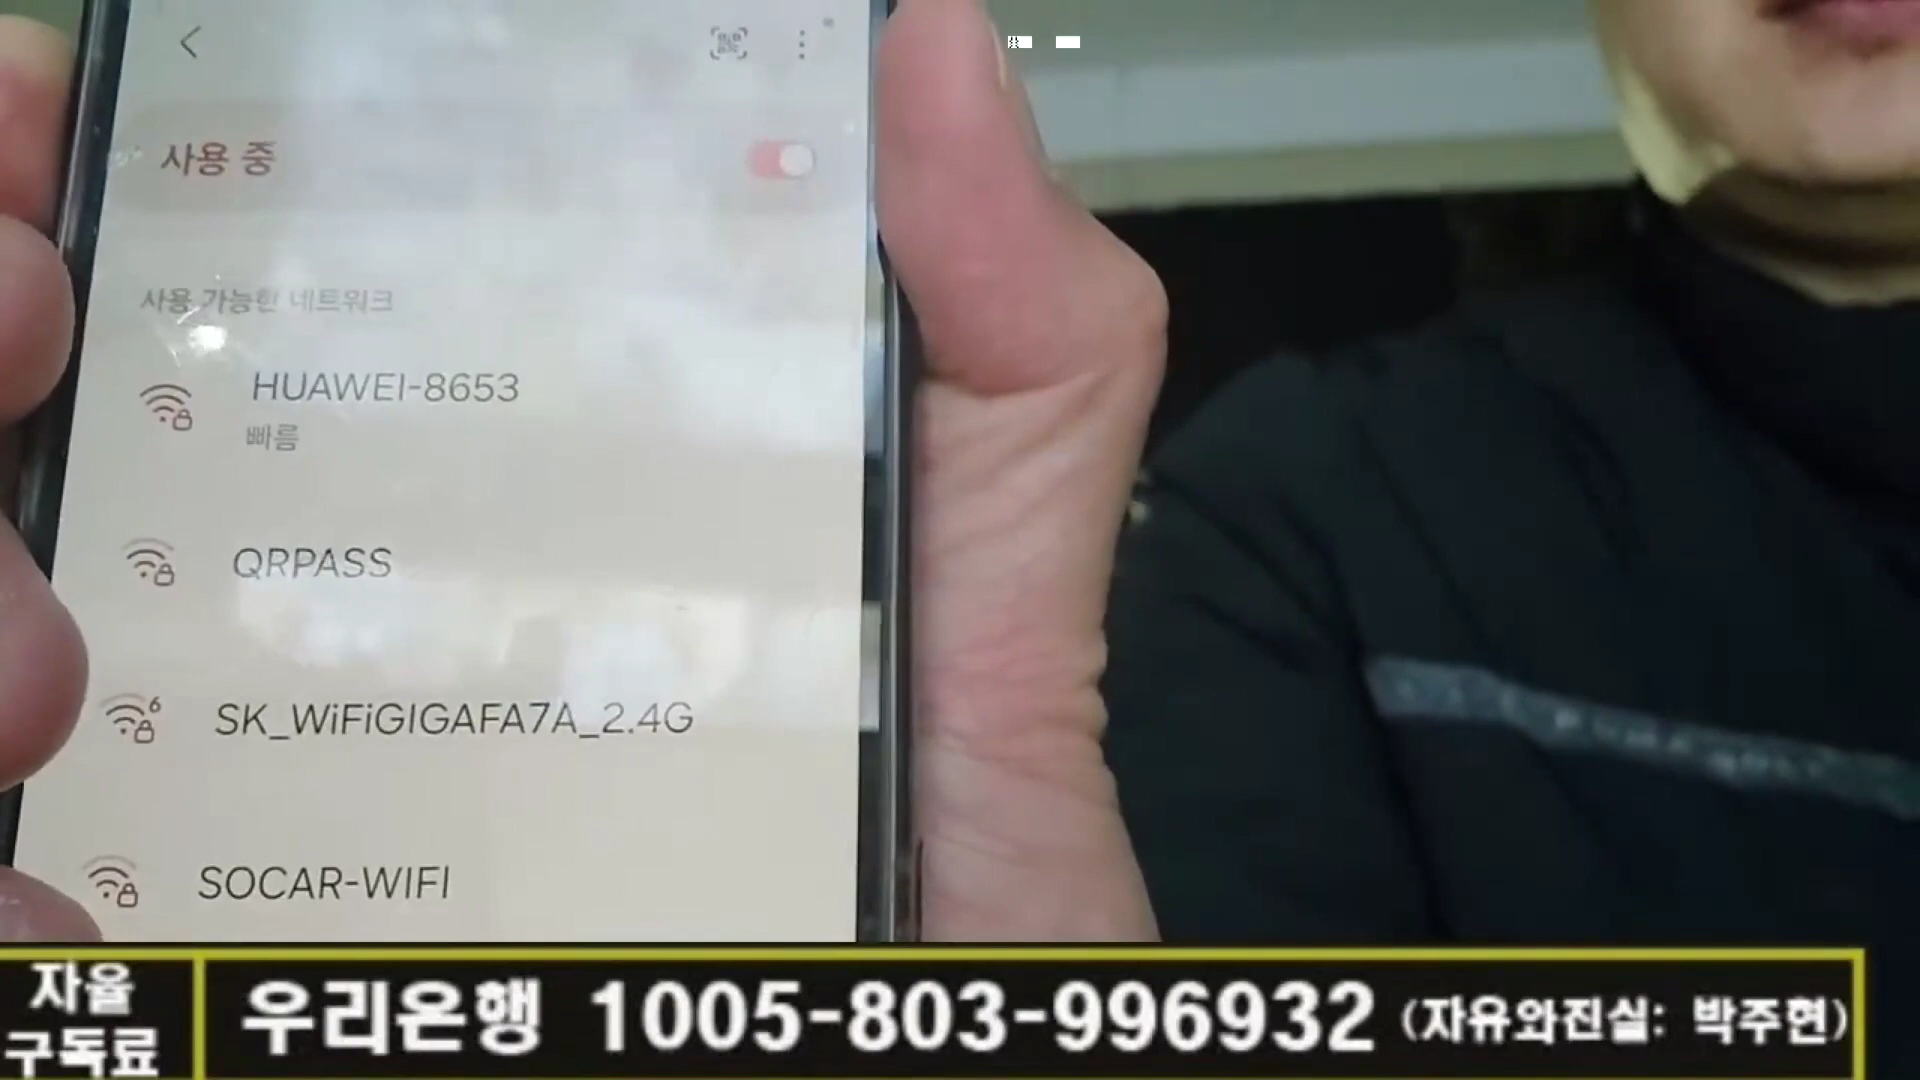 사용 중
사용 가능한 네트워크
HUAWEI-8653
빠름
QRPASS
SK_WiFiGIGAFA7A_2.4G
SOCAR-WIFI
자율
구독료
우리은행 1005-803-996932 (자유와진실: 박주현)